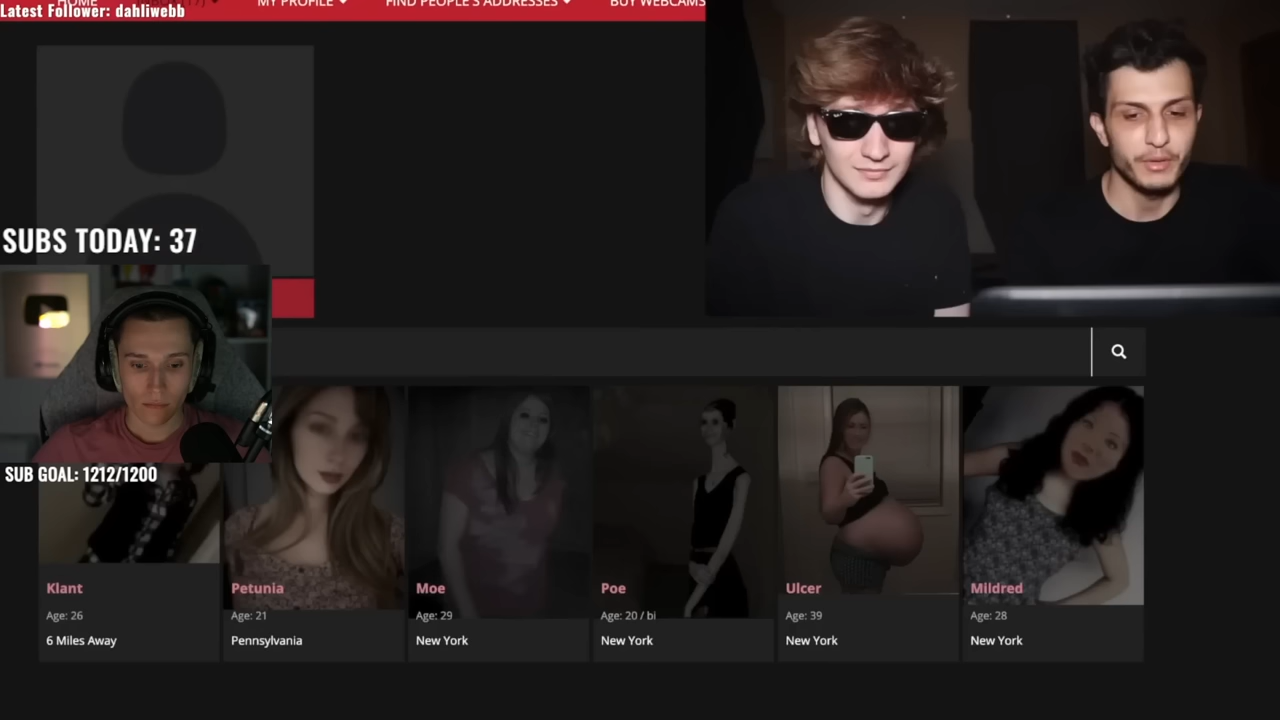 Latest Follower: dahliwebb
HOME
MY PROFILE
FIND PEOPLE'S ADDRESSES
BUY WEBCAMS
SUBS TODAY: 37
SUB GOAL: 1212/1200
Klant
Age: 26
6 Miles Away
Petunia
Age: 21
Pennsylvania
Moe
Age: 29
New York
Poe
Age: 20 / bi
New York
Ulcer
Age: 39
New York
Mildred
Age: 28
New York